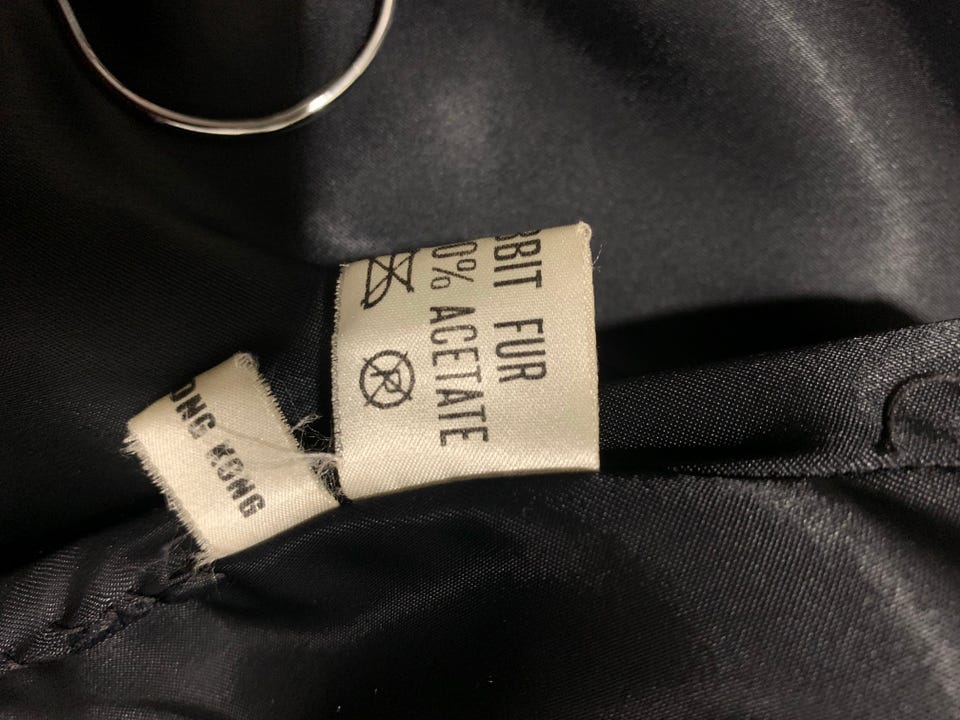 BBIT FUR
0% ACETATE
P
ONG KONG